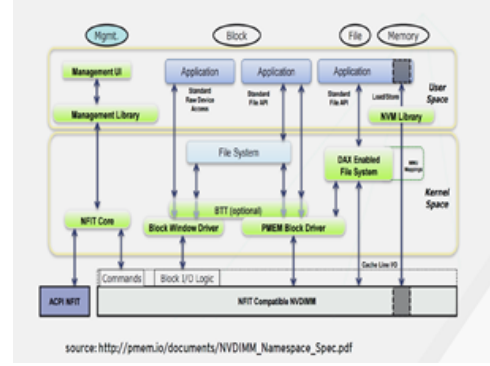 Mgmt.
Block
File
Memory
Management UI
Application
Application
Application
User
Space
Standard
Raw Device
Access
Standard
File API
Standard
File API
Load/Store
Management Library
NVM Library
File System
DAX Enabled
File System
MMU
Mappings
Kernel
Space
BTT (optional)
NFIT Core
Block Window Driver
PMEM Block Driver
Cache Line I/O
Commands
Block I/O Logic
ACPI NFIT
NFIT Compatible NVDIMM
source: http://pmem.io/documents/NVDIMM_Namespace_Spec.pdf